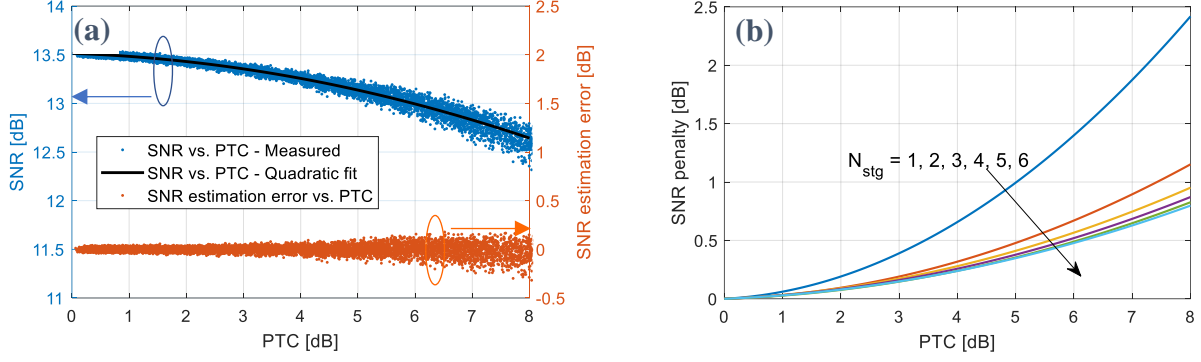 (a)
14
13.5
13
12.5
12
11.5
11
SNR [dB]
2.5
2
1.5
1
0.5
0
-0.5
SNR estimation error [dB]
SNR vs. PTC - Measured
SNR vs. PTC - Quadratic fit
SNR estimation error vs. PTC
0 1 2 3 4 5 6 7 8
PTC [dB]
(b)
2.5
2
1.5
1
0.5
0
SNR penalty [dB]
Nstg = 1, 2, 3, 4, 5, 6
0 1 2 3 4 5 6 7 8
PTC [dB]